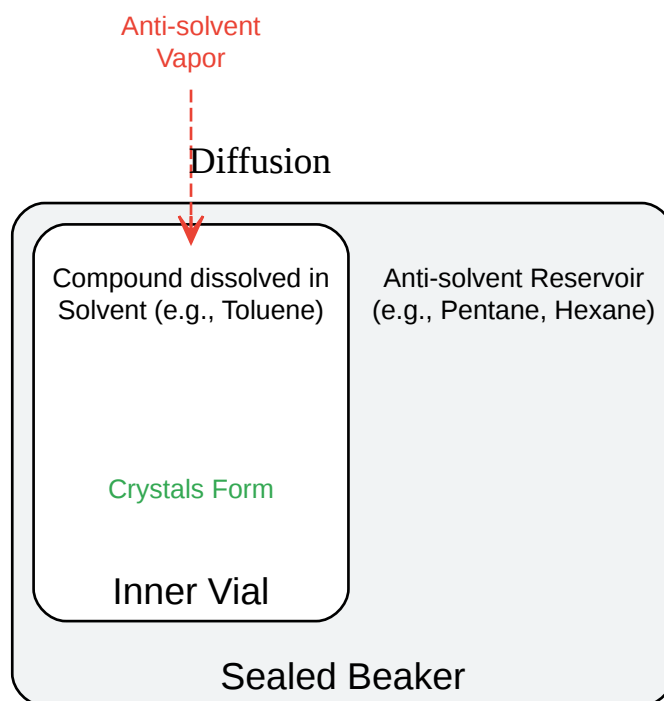 Anti-solvent
Vapor
Diffusion
Compound dissolved in
Solvent (e.g., Toluene)
Anti-solvent Reservoir
(e.g., Pentane, Hexane)
Crystals Form
Inner Vial
Sealed Beaker